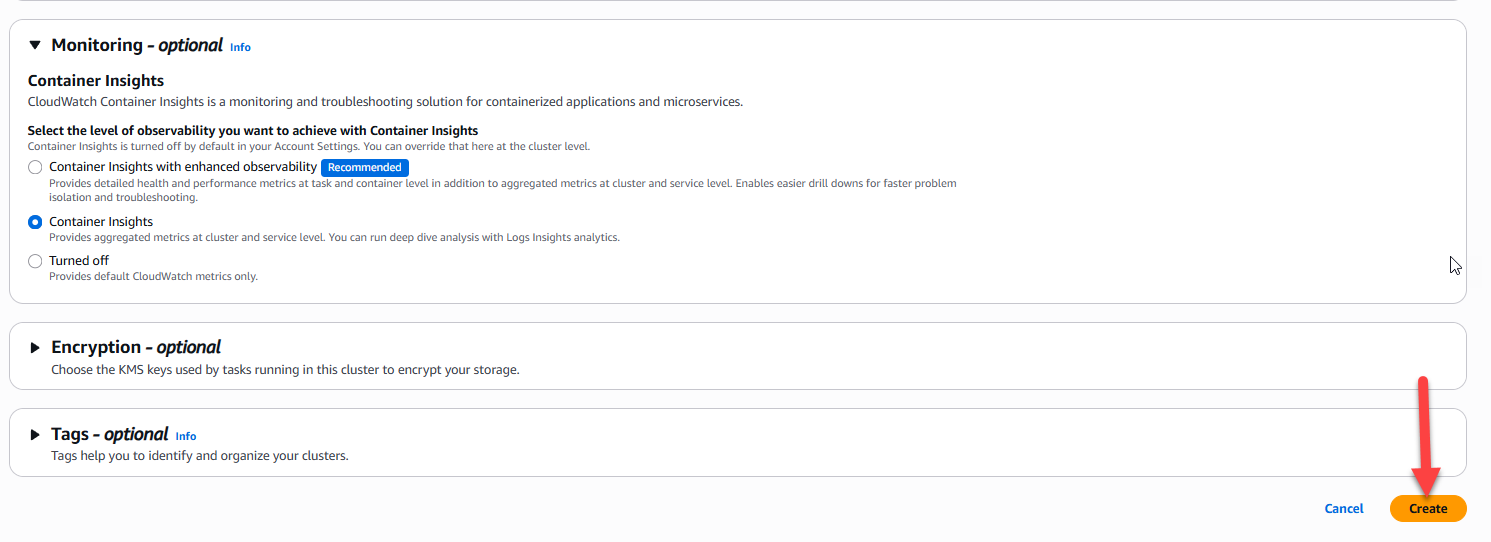 Monitoring - optional Info
Container Insights
CloudWatch Container Insights is a monitoring and troubleshooting solution for containerized applications and microservices.
Select the level of observability you want to achieve with Container Insights
Container Insights is turned off by default in your Account Settings. You can override that here at the cluster level.
Container Insights with enhanced observability Recommended
Provides detailed health and performance metrics at task and container level in addition to aggregated metrics at cluster and service level. Enables easier drill downs for faster problem
isolation and troubleshooting.
Container Insights
Provides aggregated metrics at cluster and service level. You can run deep dive analysis with Logs Insights analytics.
Turned off
Provides default CloudWatch metrics only.
Encryption - optional
Choose the KMS keys used by tasks running in this cluster to encrypt your storage.
Tags - optional Info
Tags help you to identify and organize your clusters.
Cancel Create